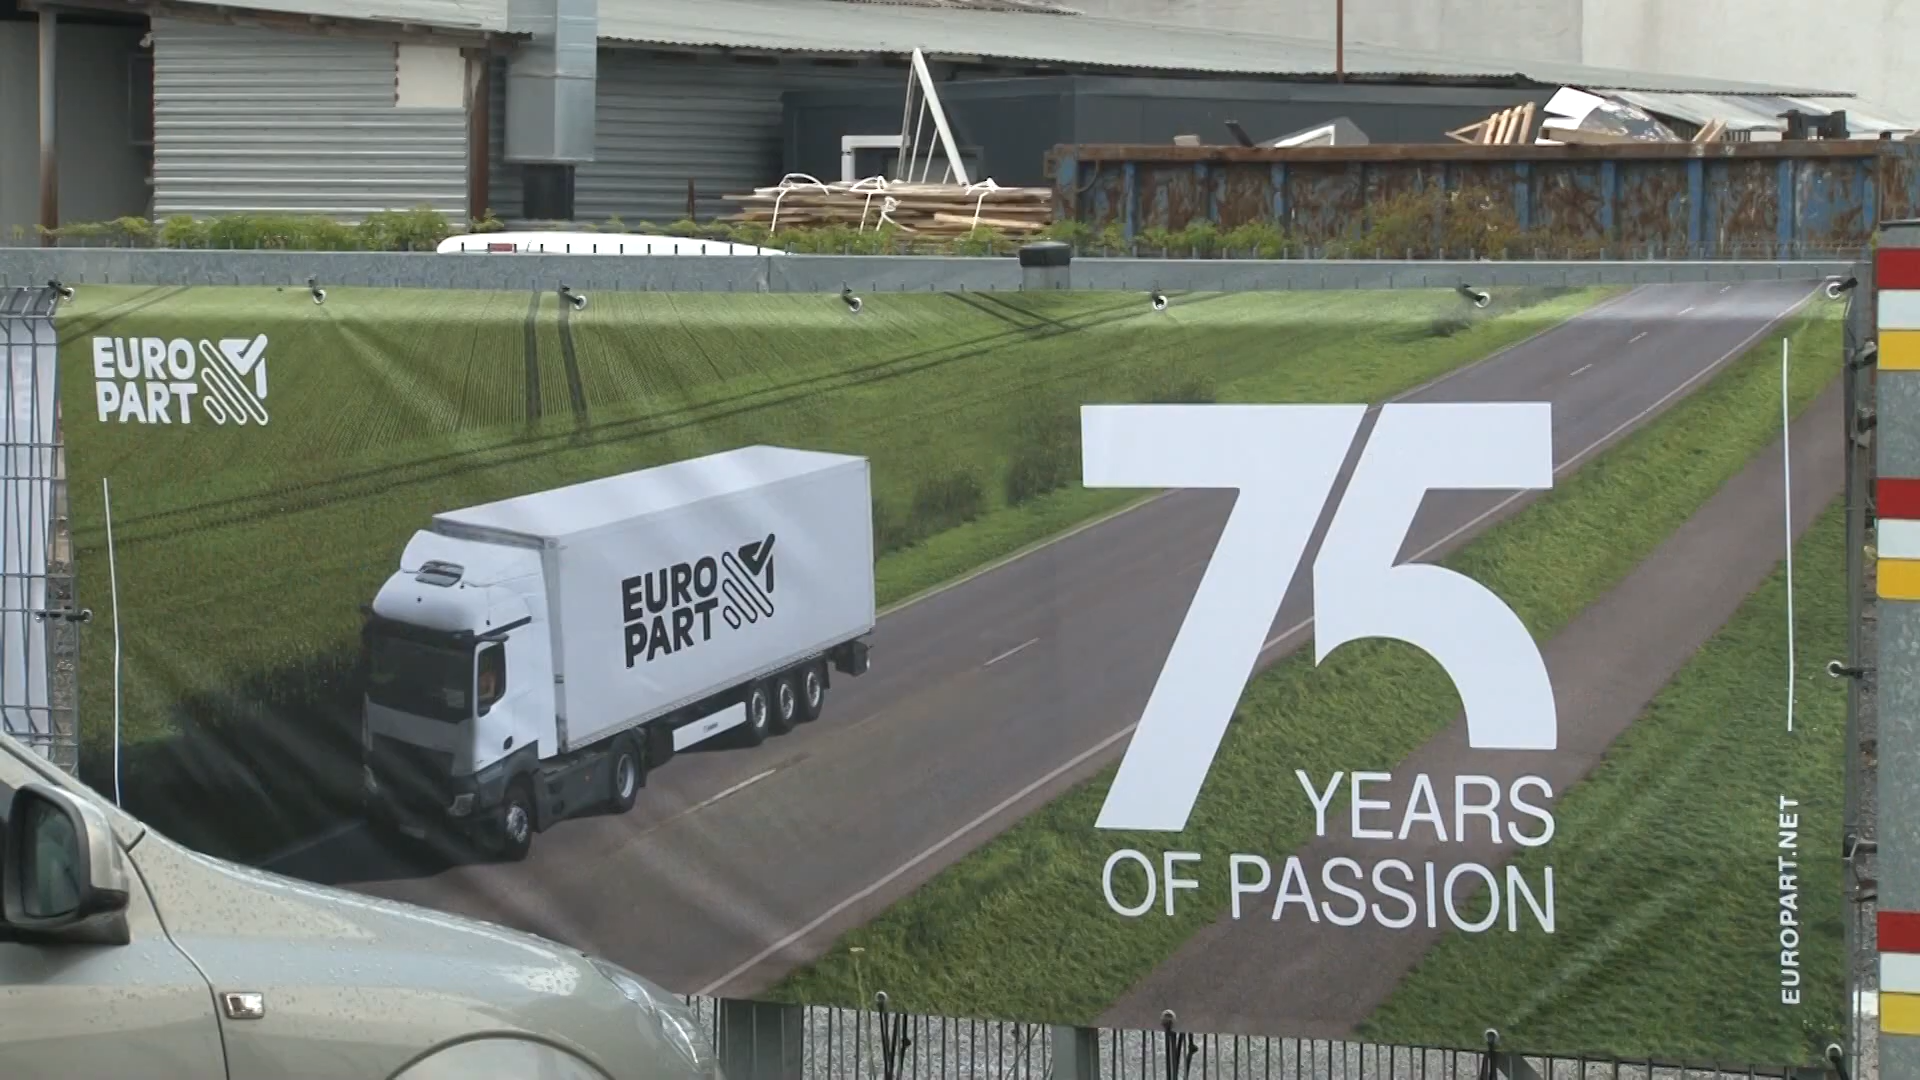 EURO
PART
EURO
PART
75
YEARS
OF PASSION
EUROPART.NET